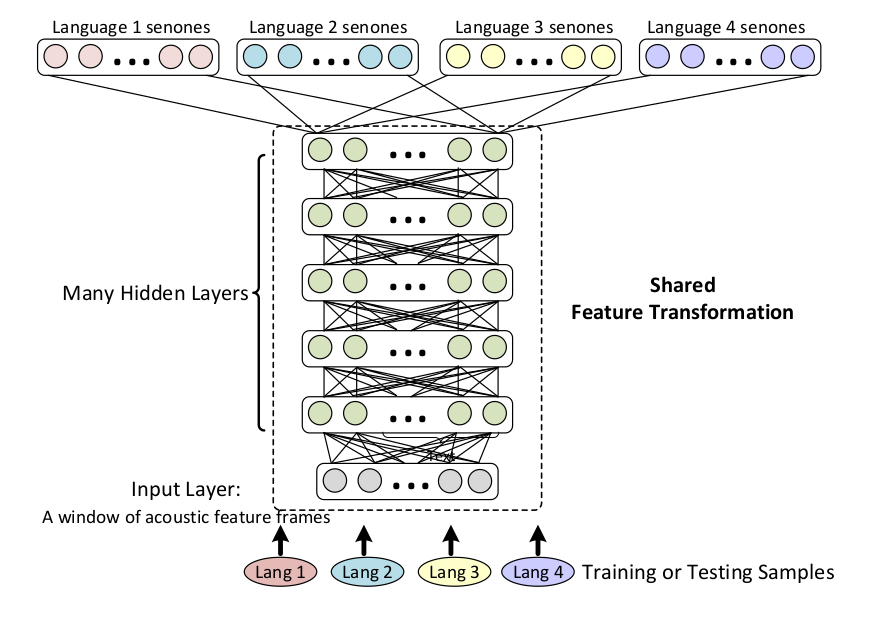 Language 1 senones
Language 2 senones
Language 3 senones
Language 4 senones
Many Hidden Layers
Shared
Feature Transformation
Text
Input Layer:
A window of acoustic feature frames
Lang 1
Lang 2
Lang 3
Lang 4
Training or Testing Samples